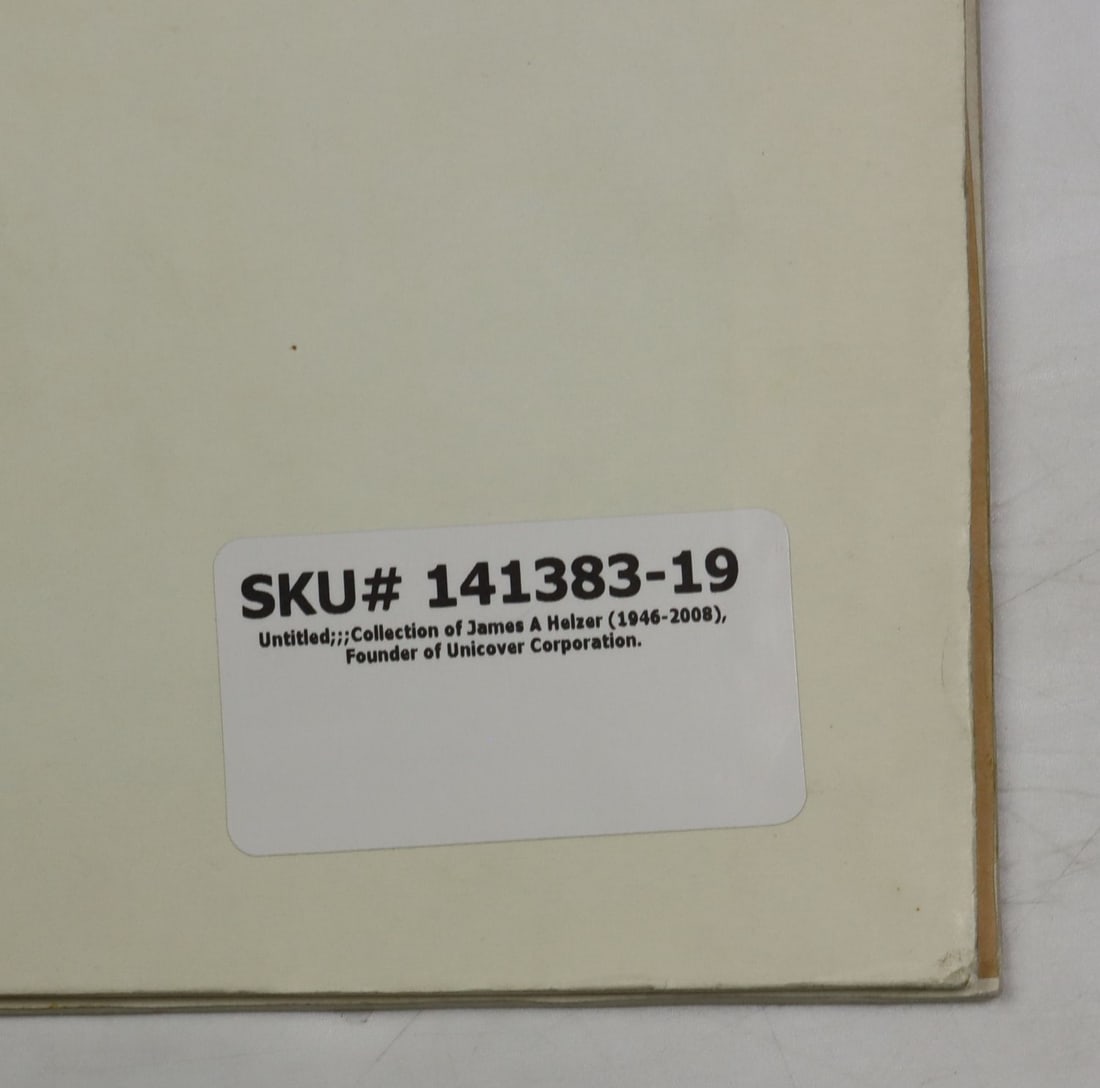 SKU# 141383-19
Untitled;;;Collection of James A Helzer (1946-2008),
Founder of Unicover Corporation.